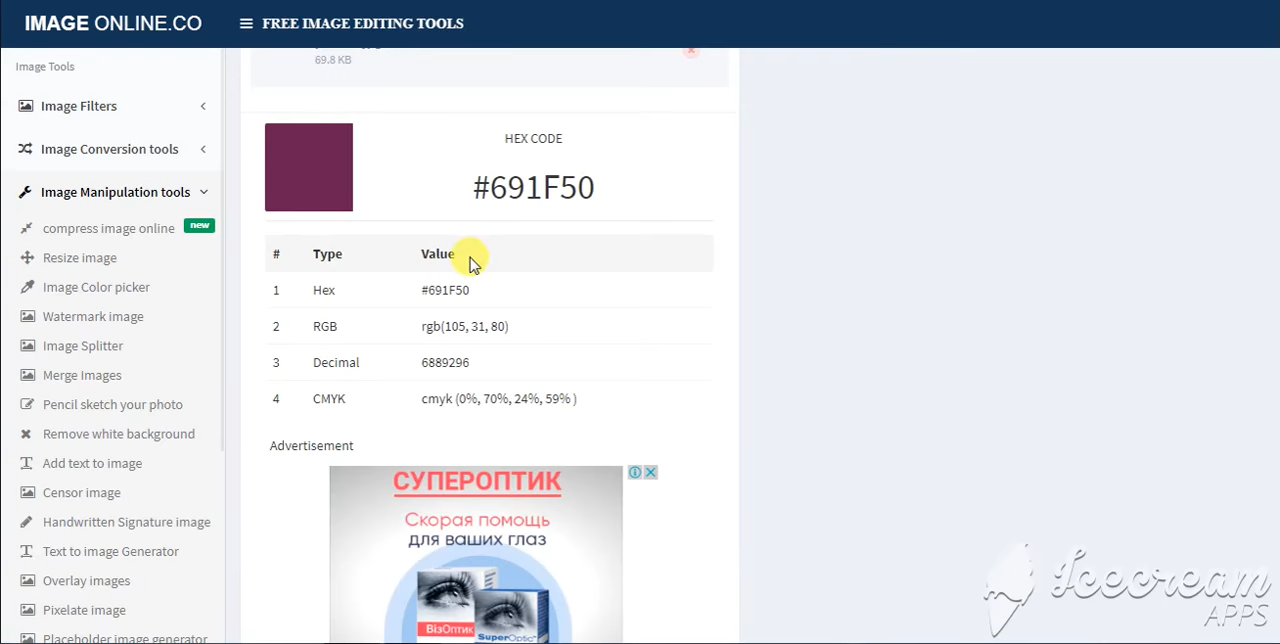 IMAGE ONLINE.CO
FREE IMAGE EDITING TOOLS
Image Tools
Image Filters
Image Conversion tools
Image Manipulation tools
compress image online new
Resize image
Image Color picker
Watermark image
Image Splitter
Merge Images
Pencil sketch your photo
Remove white background
Add text to image
Censor image
Handwritten Signature image
Text to image Generator
Overlay images
Pixelate image
Placeholder image generator
69.8 KB
HEX CODE
#691F50
# Type Value
1 Hex #691F50
2 RGB rgb(105, 31, 80)
3 Decimal 6889296
4 CMYK cmyk (0%, 70%, 24%, 59% )
Advertisement
СУПЕРОПТИК
Скорая помощь
для ваших глаз
ВізОптик
SuperOptic
Icecream
APPS